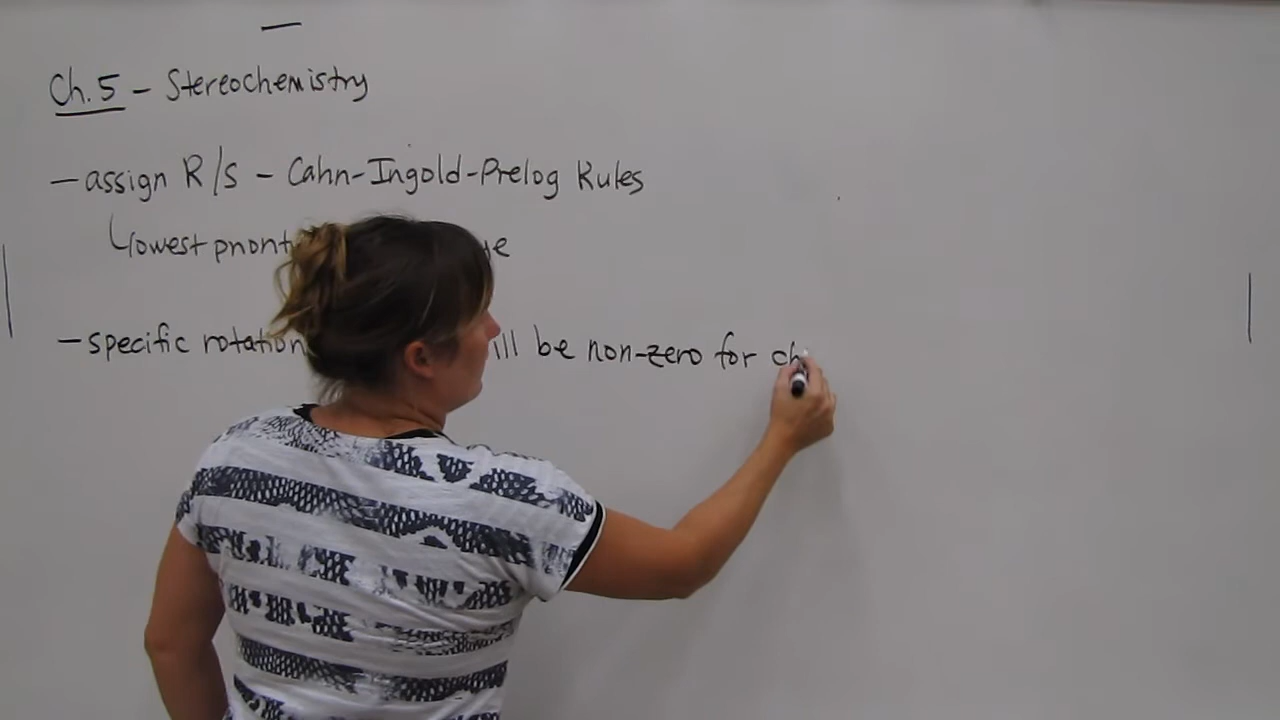 Ch. 5 - Stereochemistry
- assign R/S - Cahn-Ingold-Prelog Rules
lowest
- specific rotation be non-zero for